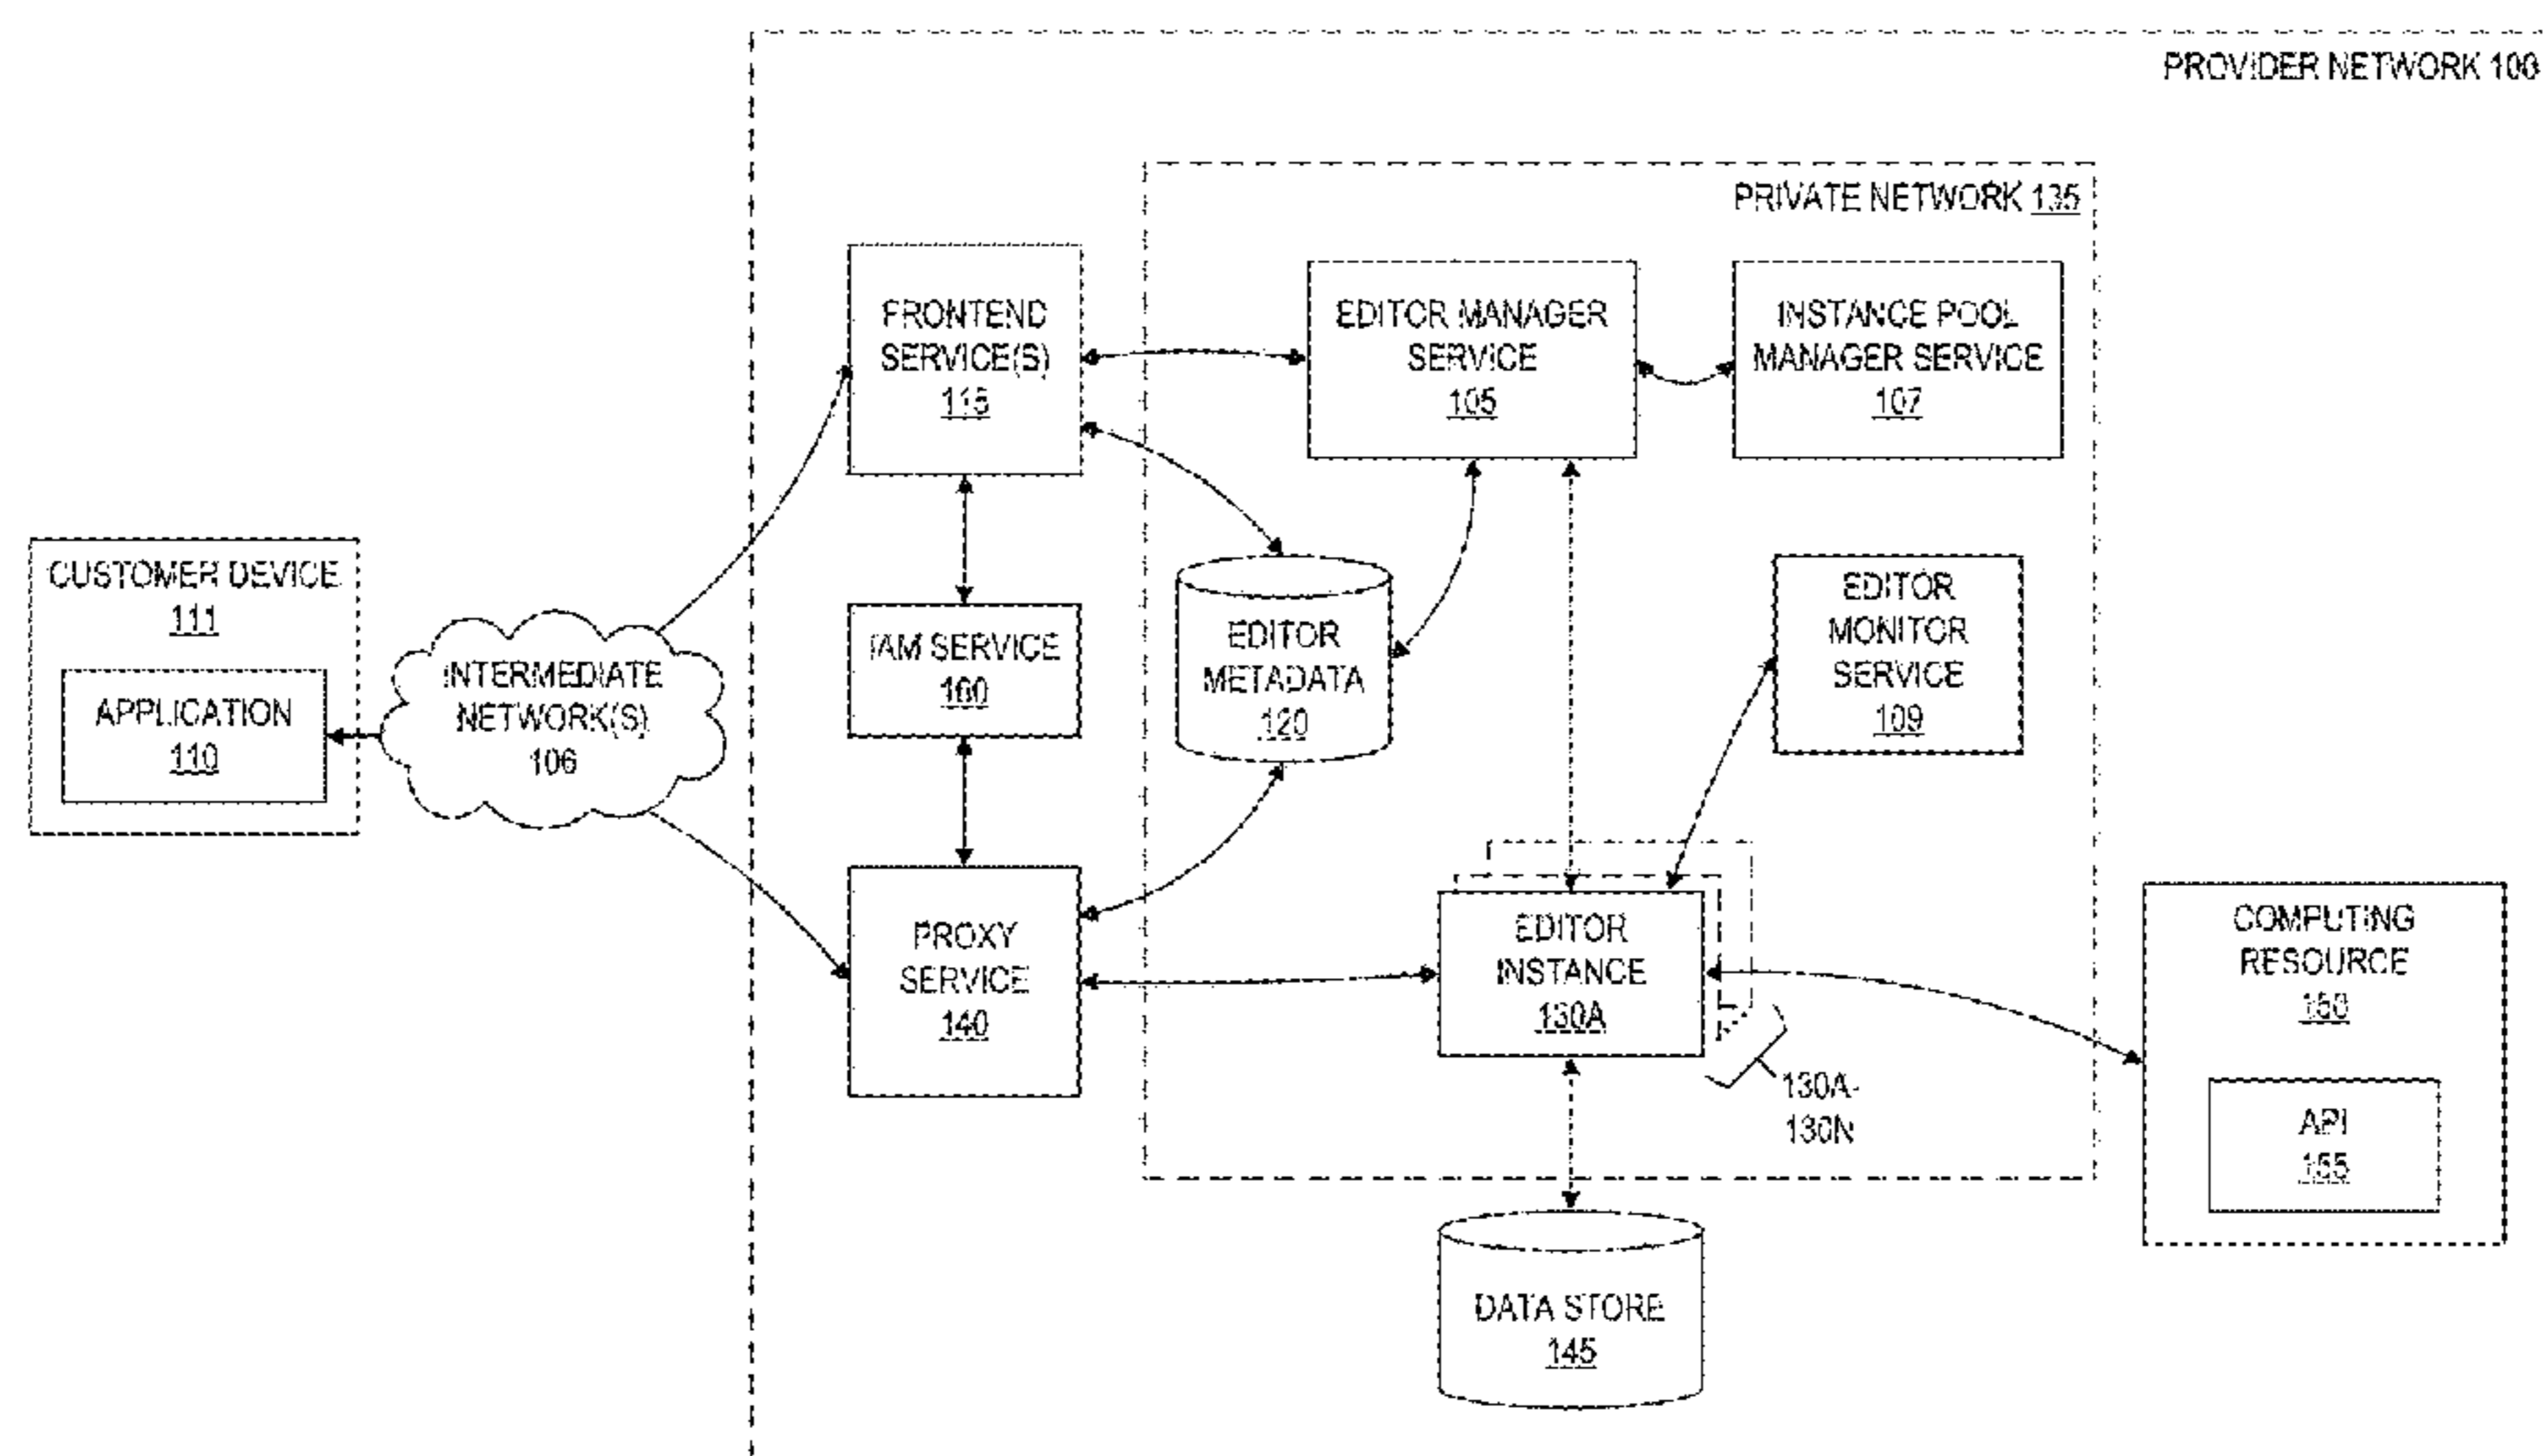 PROVIDER NETWORK 100
PRIVATE NETWORK 135
FRONTEND
SERVICE(S)
115
EDITOR MANAGER
SERVICE
105
INSTANCE POOL
MANAGER SERVICE
107
CUSTOMER DEVICE
111
APPLICATION
110
INTERMEDIATE
NETWORK(S)
106
IAM SERVICE
160
EDITOR
METADATA
120
EDITOR
MONITOR
SERVICE
109
PROXY
SERVICE
140
EDITOR
INSTANCE
130A
130A-
130N
COMPUTING
RESOURCE
150
API
155
DATA STORE
145